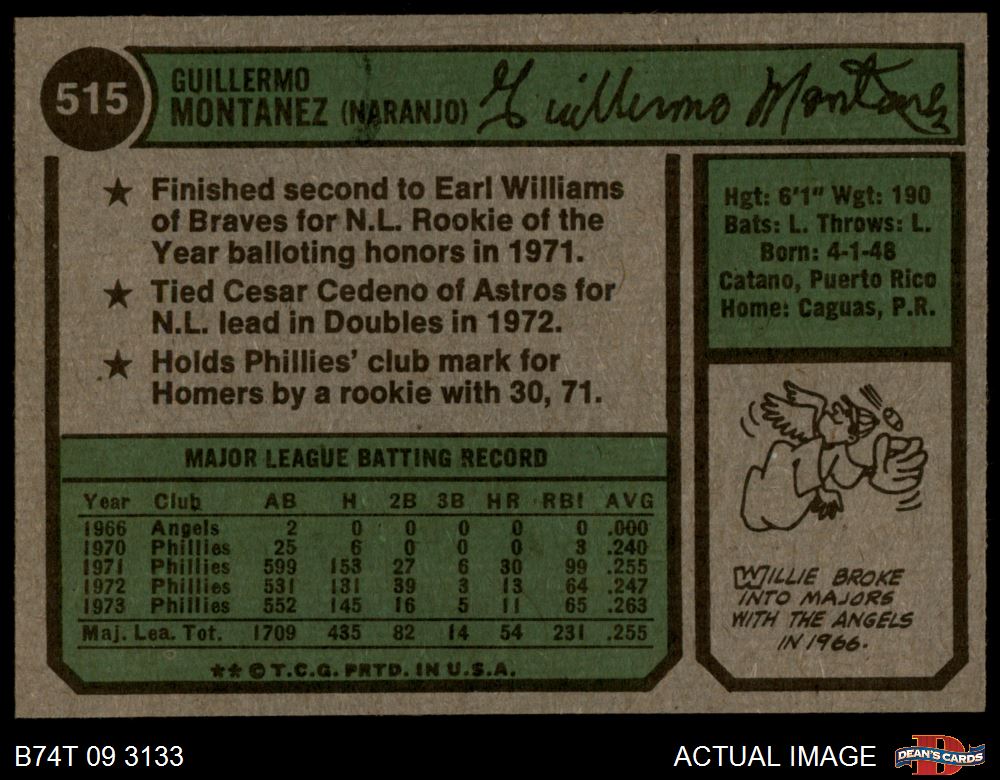 515
GUILLERMO
MONTANEZ (NARANJO)
Guillermo Montanez
★ Finished second to Earl Williams
of Braves for N.L. Rookie of the
Year balloting honors in 1971.
★ Tied Cesar Cedeno of Astros for
N.L. lead in Doubles in 1972.
★ Holds Phillies' club mark for
Homers by a rookie with 30, 71.
Hgt: 6'1" Wgt: 190
Bats: L. Throws: L.
Born: 4-1-48
Catano, Puerto Rico
Home: Caguas, P.R.
MAJOR LEAGUE BATTING RECORD
Year Club AB H 2B 3B HR RBI AVG
1966 Angels 2 0 0 0 0 0 .000
1970 Phillies 25 6 0 0 0 3 .240
1971 Phillies 599 153 27 6 30 99 .255
1972 Phillies 531 131 39 3 13 64 .247
1973 Phillies 552 145 16 5 11 65 .263
Maj. Lea. Tot. 1709 435 82 14 54 231 .255
** © T.C.G. PRTD. IN U.S.A.
WILLIE BROKE
INTO MAJORS
WITH THE ANGELS
IN 1966.
B74T 09 3133
ACTUAL IMAGE
D
DEAN'S CARDS